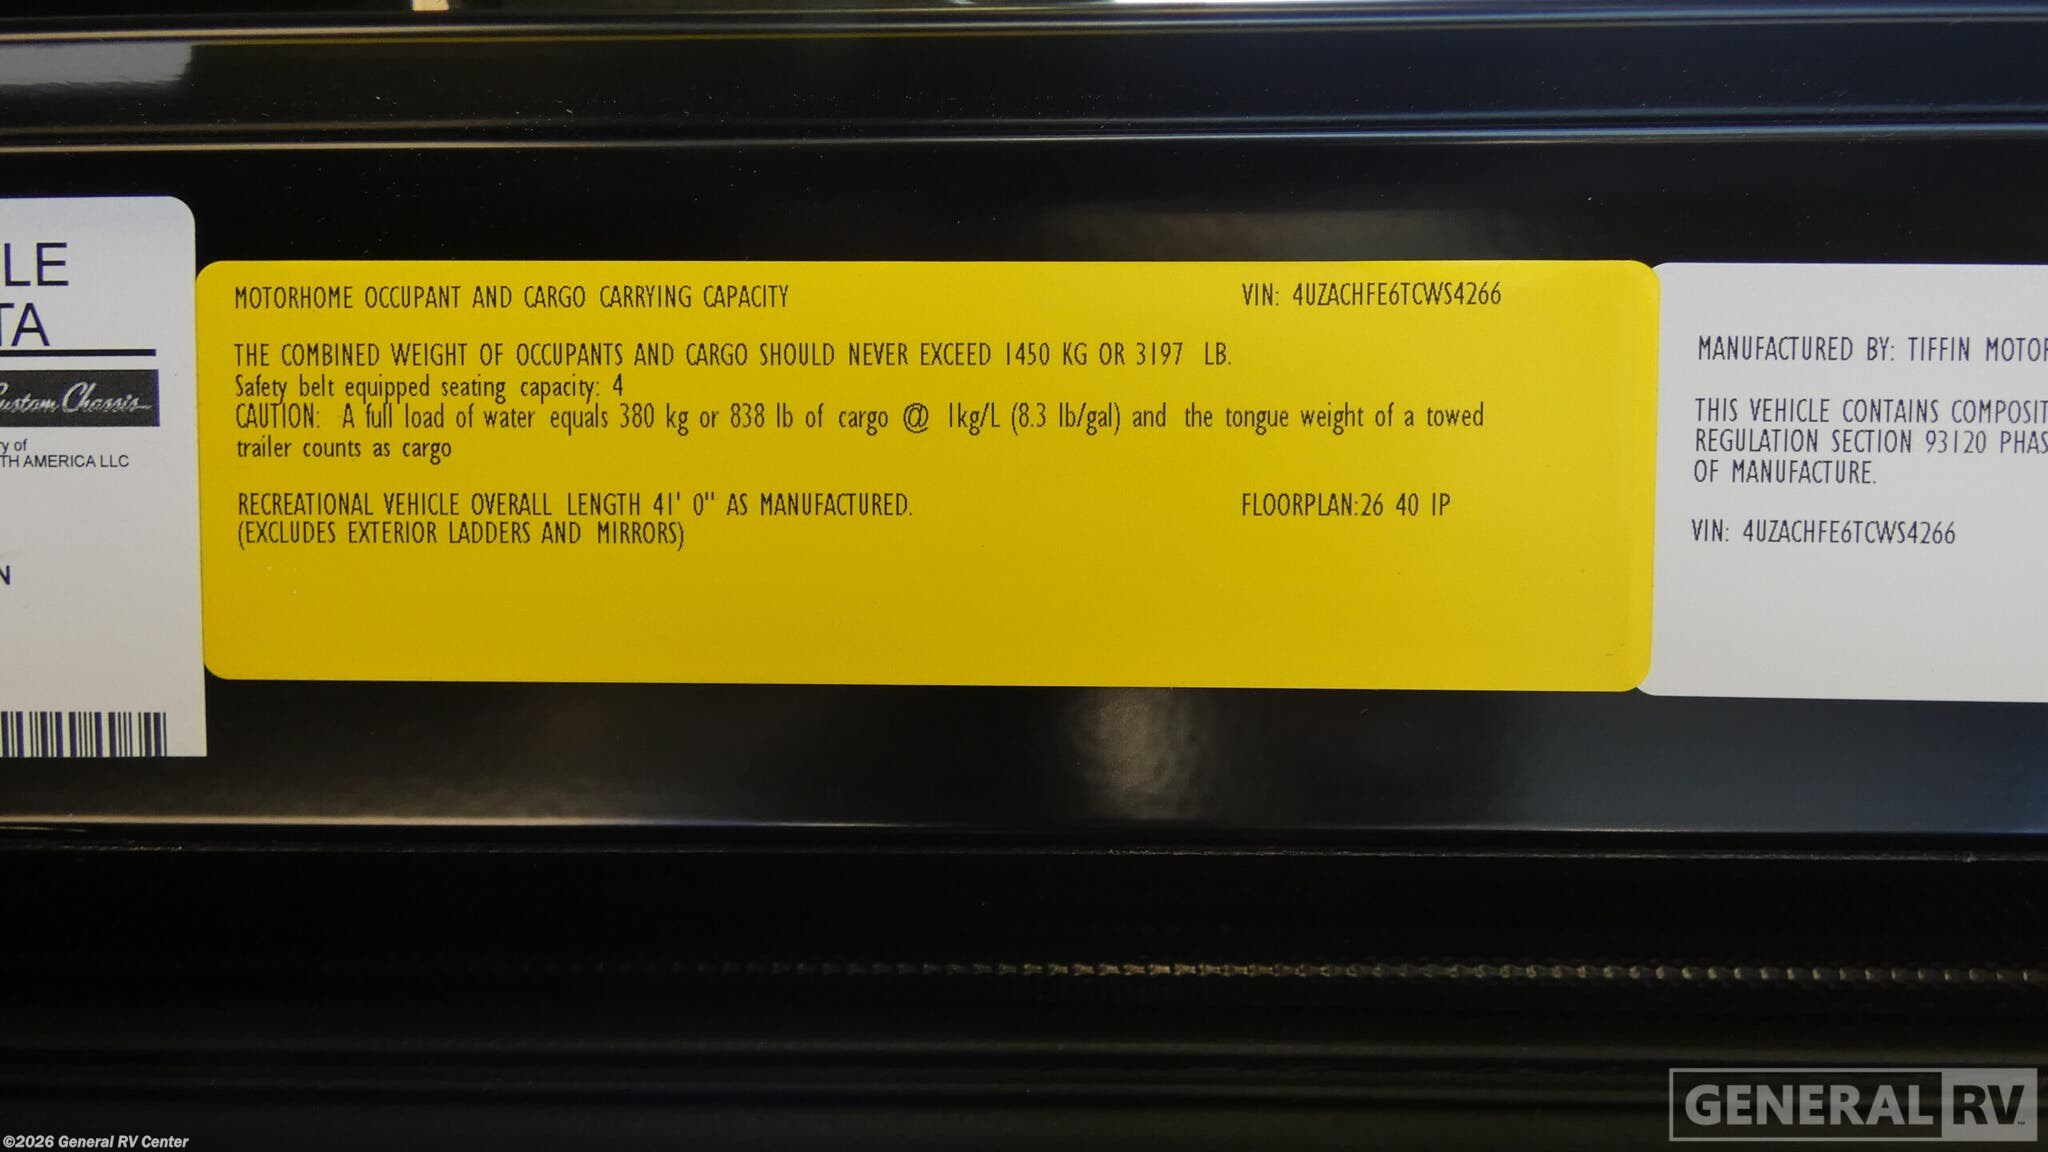 LE
TA
Custom Chassis
ry of
TH AMERICA LLC
N
MOTORHOME OCCUPANT AND CARGO CARRYING CAPACITY VIN: 4UZACHFE6TCWS4266
THE COMBINED WEIGHT OF OCCUPANTS AND CARGO SHOULD NEVER EXCEED 1450 KG OR 3197 LB.
Safety belt equipped seating capacity: 4
CAUTION: A full load of water equals 380 kg or 838 lb of cargo @ 1kg/L (8.3 lb/gal) and the tongue weight of a towed
trailer counts as cargo
RECREATIONAL VEHICLE OVERALL LENGTH 41' 0" AS MANUFACTURED. FLOORPLAN:26 40 IP
(EXCLUDES EXTERIOR LADDERS AND MIRRORS)
MANUFACTURED BY: TIFFIN MOTOR
THIS VEHICLE CONTAINS COMPOSIT
REGULATION SECTION 93120 PHAS
OF MANUFACTURE.
VIN: 4UZACHFE6TCWS4266
GENERAL RV
©2026 General RV Center